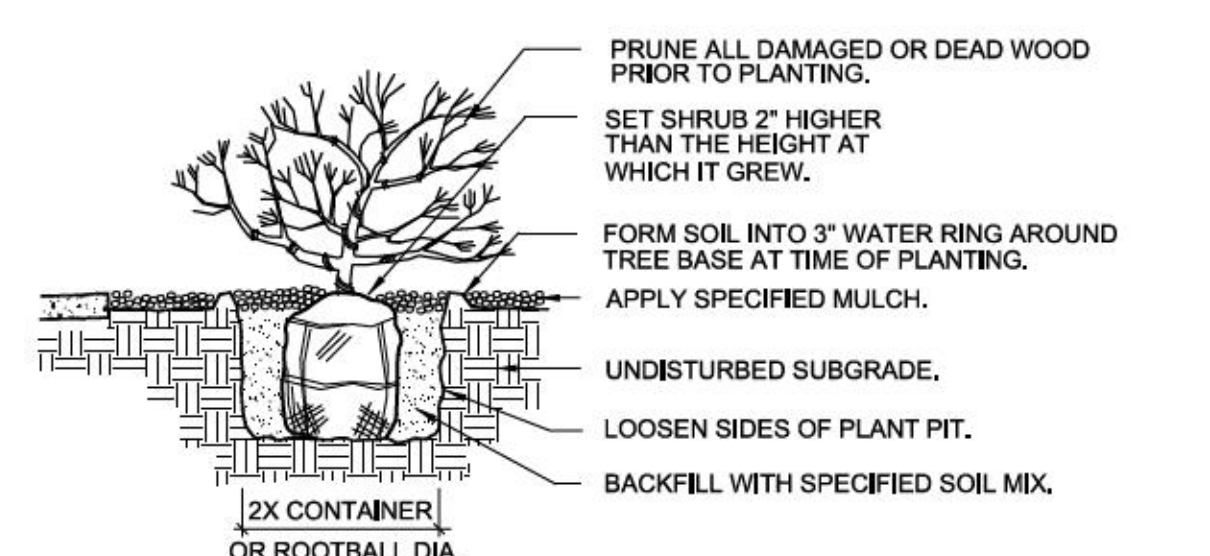 PRUNE ALL DAMAGED OR DEAD WOOD
PRIOR TO PLANTING.
SET SHRUB 2" HIGHER
THAN THE HEIGHT AT
WHICH IT GREW.
FORM SOIL INTO 3" WATER RING AROUND
TREE BASE AT TIME OF PLANTING.
APPLY SPECIFIED MULCH.
UNDISTURBED SUBGRADE.
LOOSEN SIDES OF PLANT PIT.
BACKFILL WITH SPECIFIED SOIL MIX.
2X CONTAINER
OR ROOTBALL DIA.